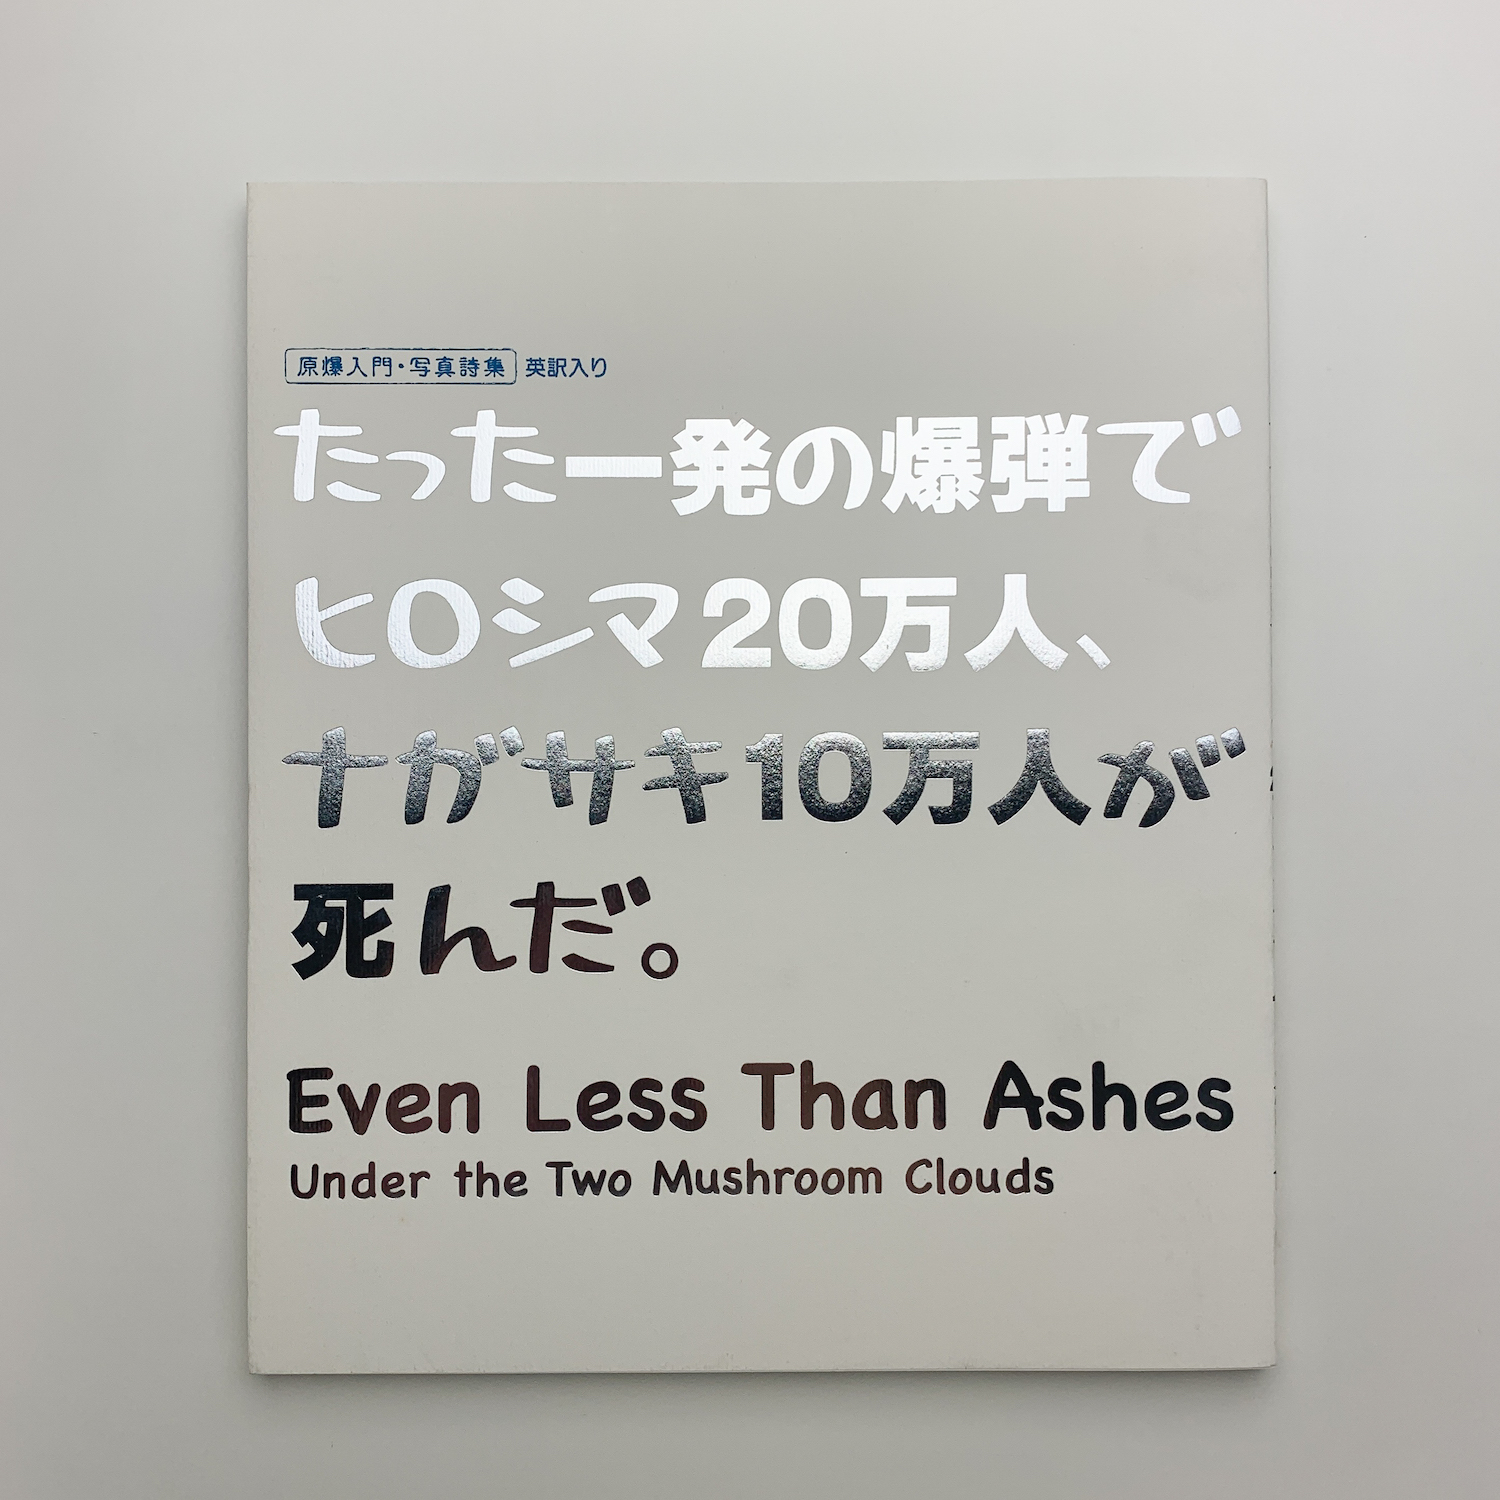 原爆入門・写真詩集 英訳入り
たった一発の爆弾で
ヒロシマ20万人、
ナガサキ10万人が
死んだ。
Even Less Than Ashes
Under the Two Mushroom Clouds